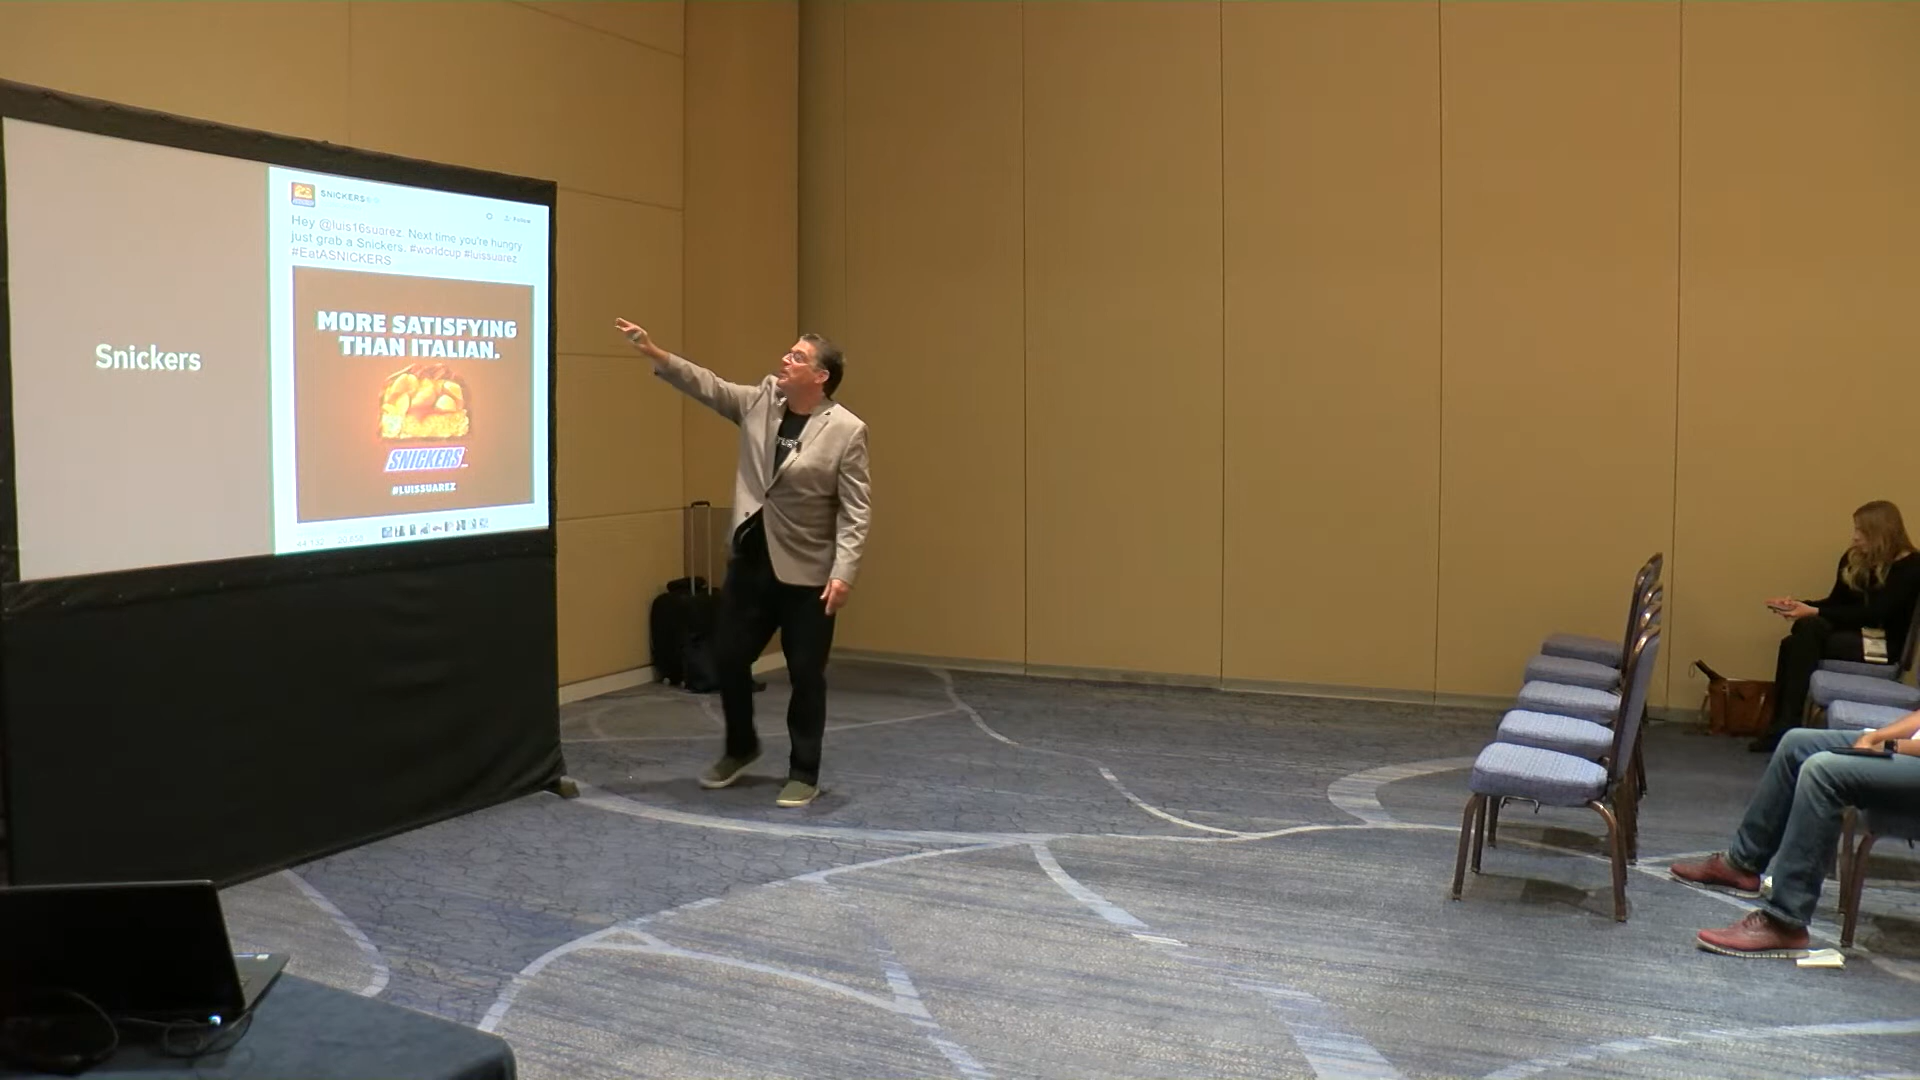 Snickers
SNICKERS
Follow
Hey @luis16suarez. Next time you're hungry
just grab a Snickers. #worldcup #luissuarez
#EatASNICKERS
MORE SATISFYING
THAN ITALIAN.
SNICKERS
#LUISSUAREZ